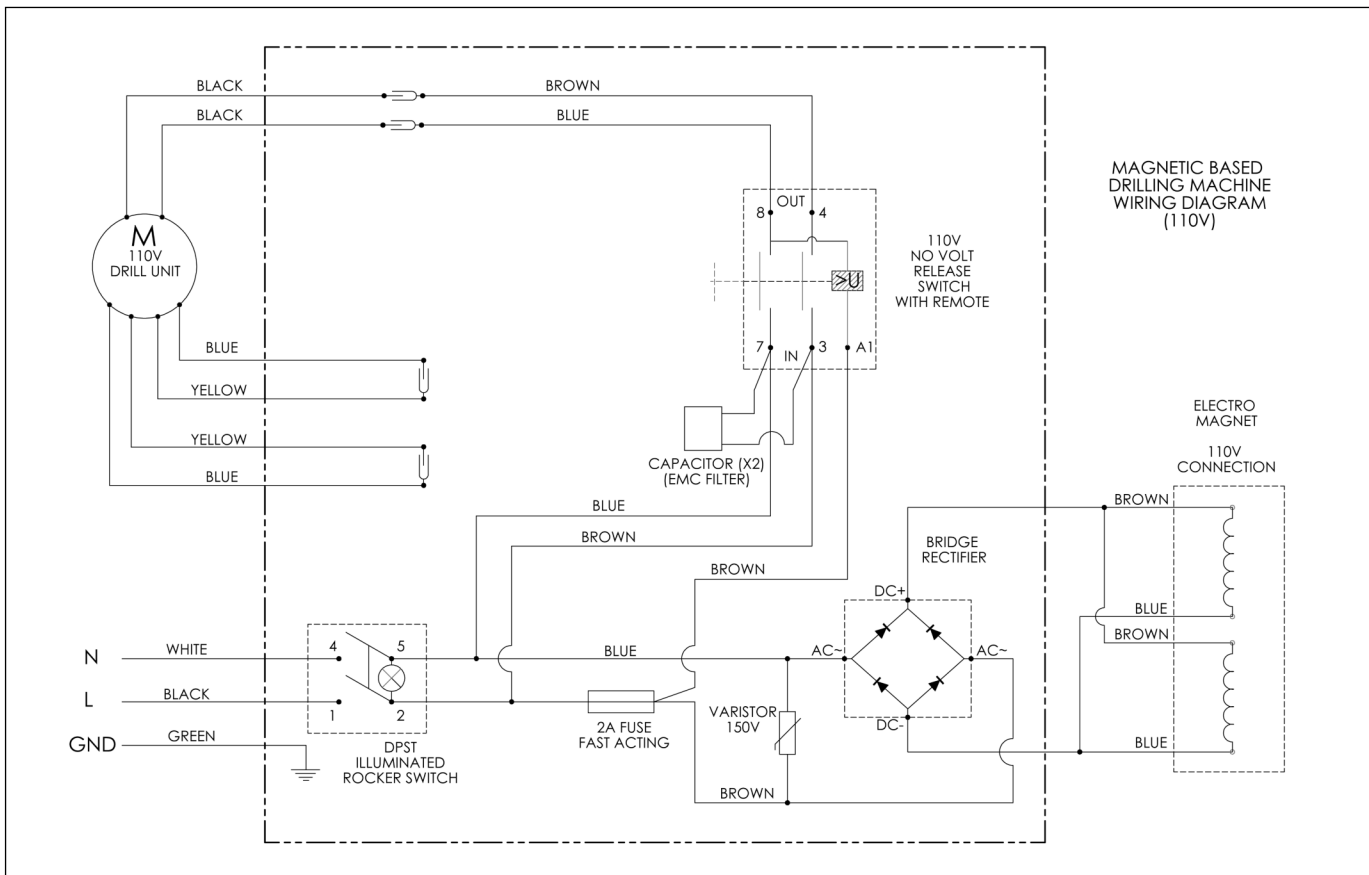 BLACK
BROWN
BLACK
BLUE
MAGNETIC BASED
DRILLING MACHINE
WIRING DIAGRAM
(110V)
M
110V
DRILL UNIT
OUT
8
4
110V
NO VOLT
RELEASE
SWITCH
WITH REMOTE
>U
7
IN
3
A1
BLUE
YELLOW
YELLOW
BLUE
CAPACITOR (X2)
(EMC FILTER)
ELECTRO
MAGNET
110V
CONNECTION
BLUE
BROWN
BROWN
BRIDGE
RECTIFIER
BROWN
DC+
BLUE
BROWN
N
WHITE
4
5
BLUE
AC~
AC~
L
BLACK
1
2
2A FUSE
FAST ACTING
VARISTOR
150V
DC-
GND
GREEN
DPST
ILLUMINATED
ROCKER SWITCH
BLUE
BROWN